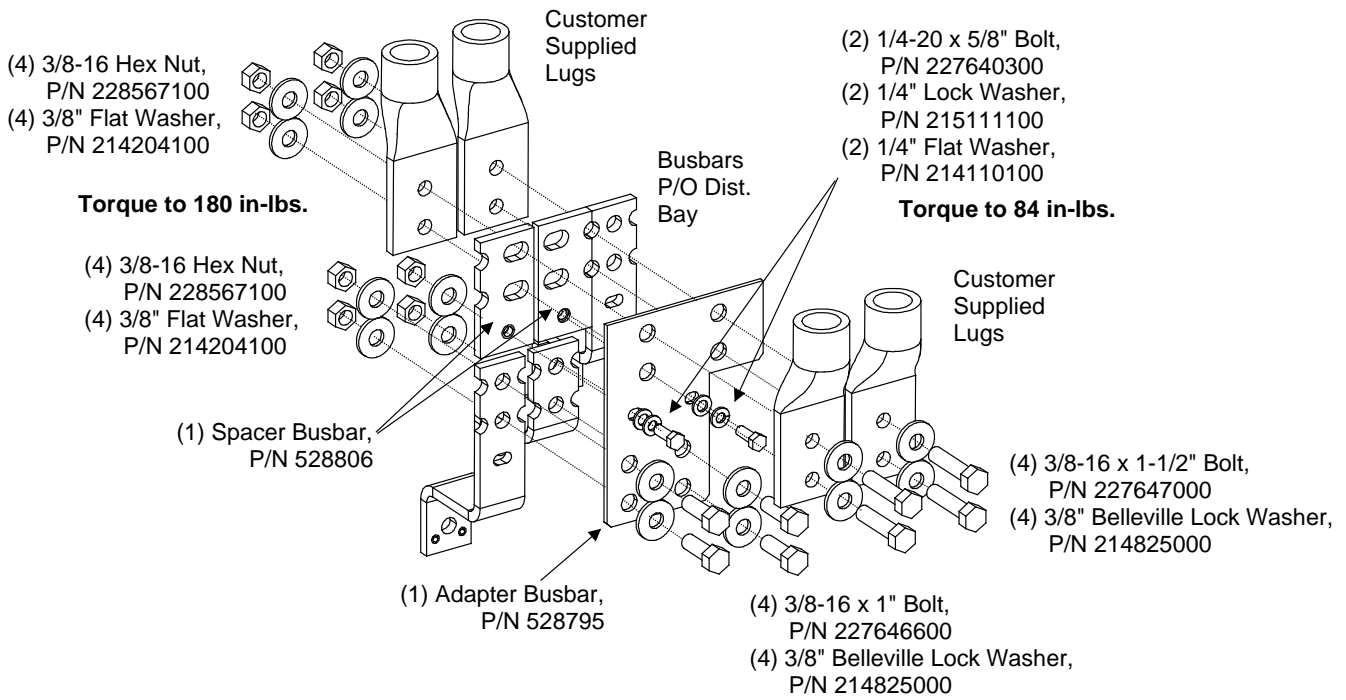 Customer
Supplied
Lugs
(4) 3/8-16 Hex Nut,
P/N 228567100
(4) 3/8" Flat Washer,
P/N 214204100
Torque to 180 in-lbs.
(2) 1/4-20 x 5/8" Bolt,
P/N 227640300
(2) 1/4" Lock Washer,
P/N 215111100
(2) 1/4" Flat Washer,
P/N 214110100
Torque to 84 in-lbs.
Busbars
P/O Dist.
Bay
(4) 3/8-16 Hex Nut,
P/N 228567100
(4) 3/8" Flat Washer,
P/N 214204100
Customer
Supplied
Lugs
(1) Spacer Busbar,
P/N 528806
(4) 3/8-16 x 1-1/2" Bolt,
P/N 227647000
(4) 3/8" Belleville Lock Washer,
P/N 214825000
(1) Adapter Busbar,
P/N 528795
(4) 3/8-16 x 1" Bolt,
P/N 227646600
(4) 3/8" Belleville Lock Washer,
P/N 214825000